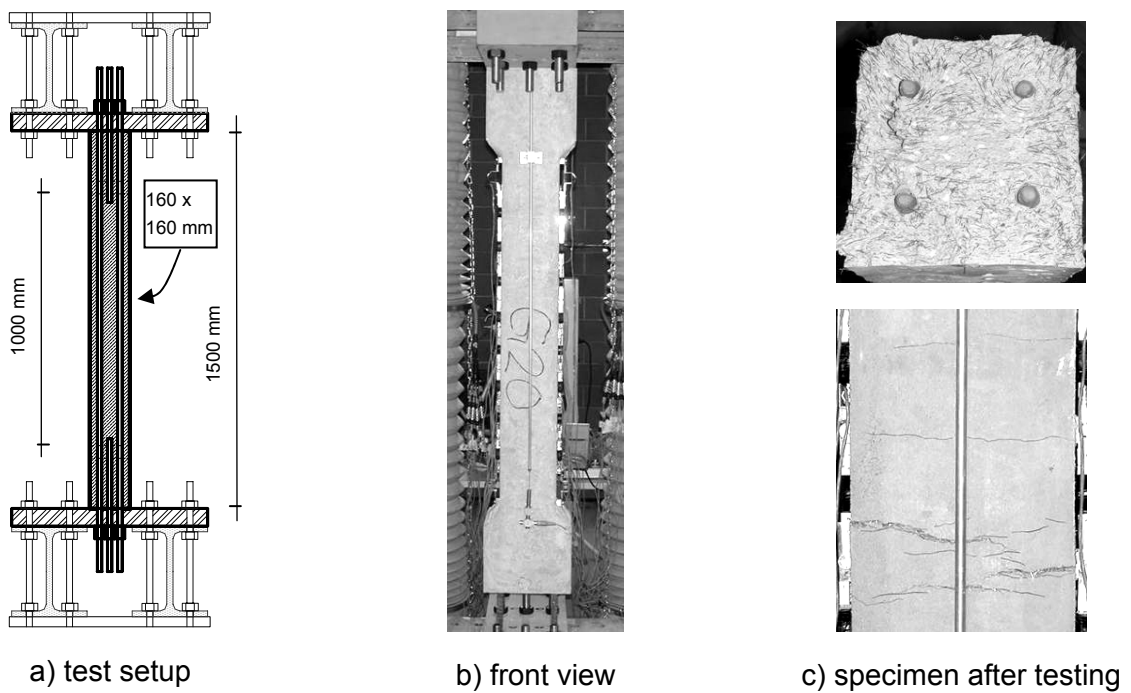 160 x
160 mm
1000 mm
1500 mm
G20
a) test setup
b) front view
c) specimen after testing